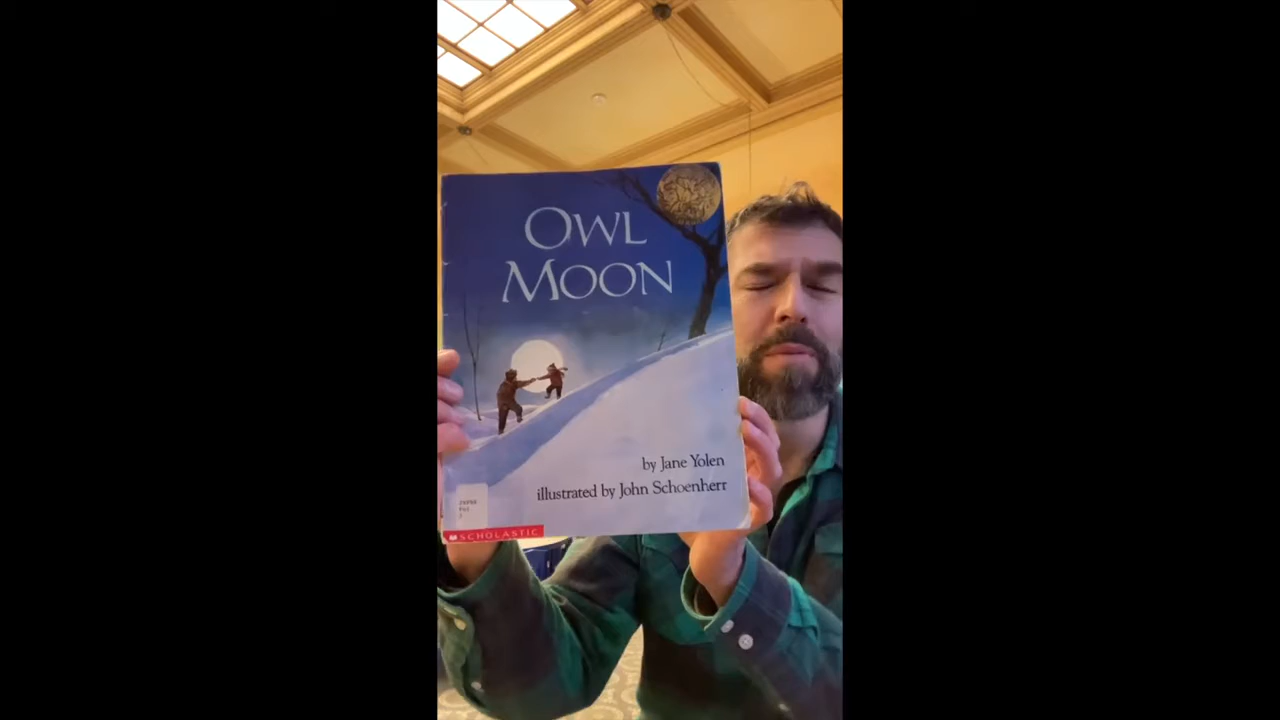 OWL
MOON
by Jane Yolen
illustrated by John Schoenherr
SCHOLASTIC